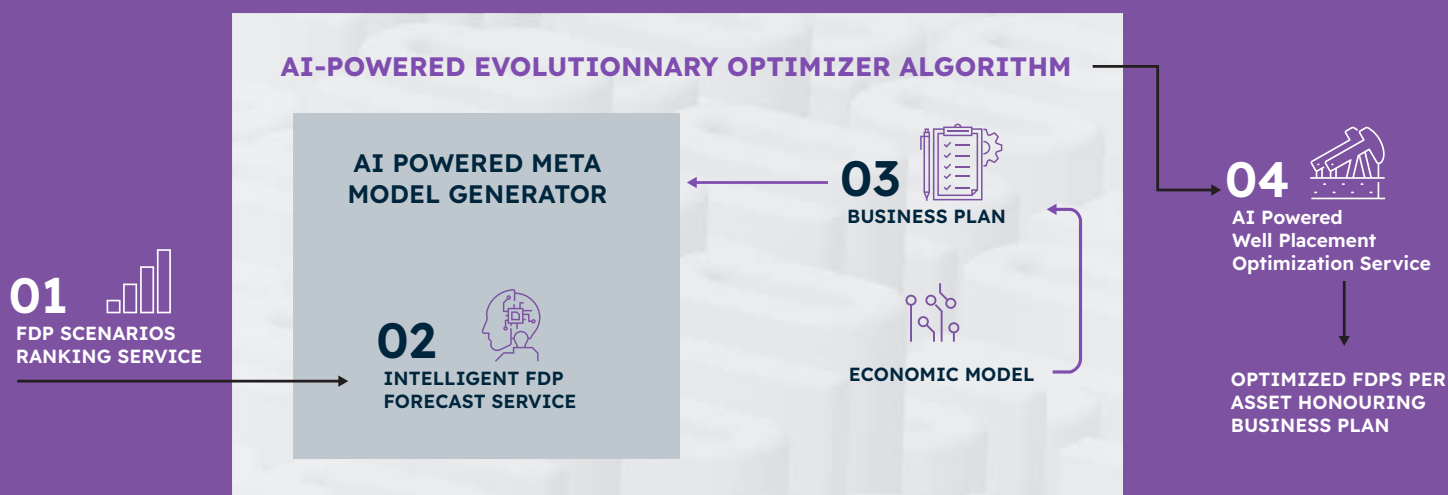 AI-POWERED EVOLUTIONNARY OPTIMIZER ALGORITHM
01
FDP SCENARIOS
RANKING SERVICE
AI POWERED META
MODEL GENERATOR
02
INTELLIGENT FDP
FORECAST SERVICE
03
BUSINESS PLAN
ECONOMIC MODEL
04
AI Powered
Well Placement
Optimization Service
OPTIMIZED FDPS PER
ASSET HONOURING
BUSINESS PLAN